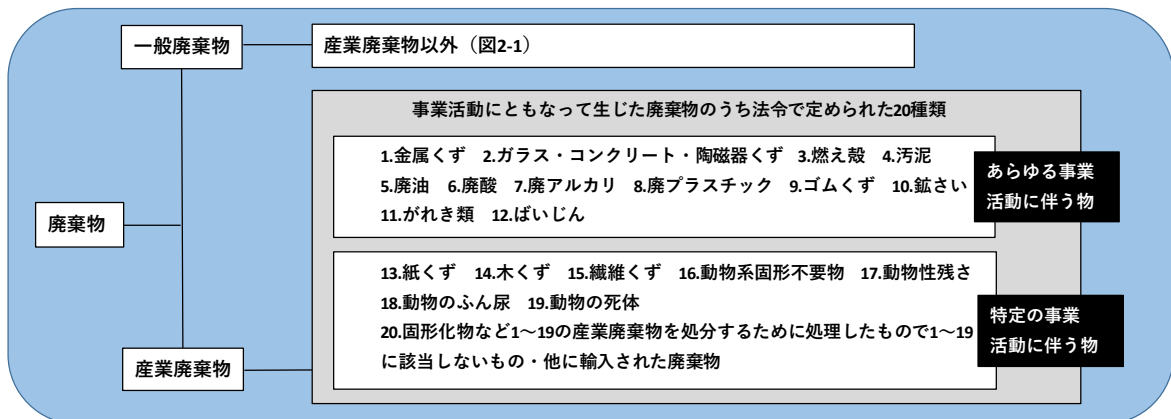 一般廃棄物
産業廃棄物以外（図2-1）
事業活動にともなって生じた廃棄物のうち法令で定められた20種類
1.金属くず　2.ガラス・コンクリート・陶磁器くず　3.燃え殻　4.汚泥
5.廃油　6.廃酸　7.廃アルカリ　8.廃プラスチック　9.ゴムくず　10.鉱さい
11.がれき類　12.ばいじん
あらゆる事業
活動に伴う物
廃棄物
13.紙くず　14.木くず　15.繊維くず　16.動物系固形不要物　17.動物性残さ
18.動物のふん尿　19.動物の死体
20.固形化物など1～19の産業廃棄物を処分するために処理したもので1～19
に該当しないもの・他に輸入された廃棄物
特定の事業
活動に伴う物
産業廃棄物